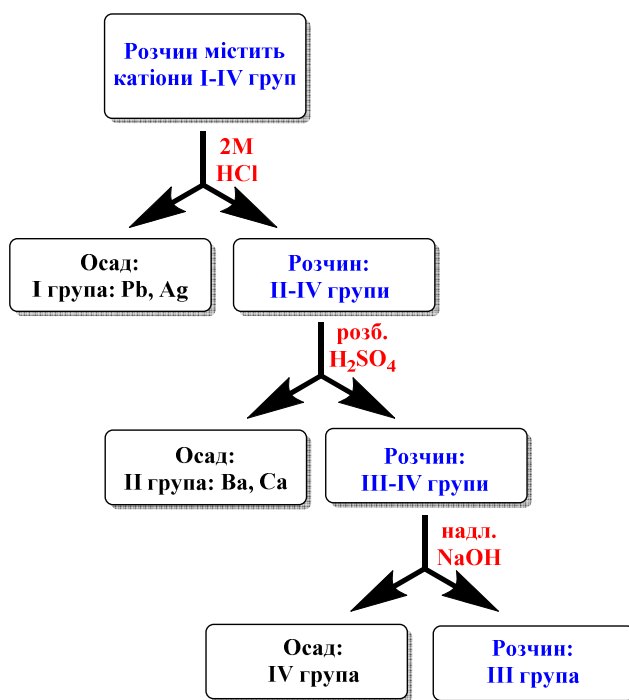 Розчин містить
катіони I-IV груп
2М
HCl
Осад:
I група: Pb, Ag
Розчин:
II-IV групи
розб.
H₂SO₄
Осад:
II група: Ba, Ca
Розчин:
III-IV групи
надл.
NaOH
Осад:
IV група
Розчин:
III група